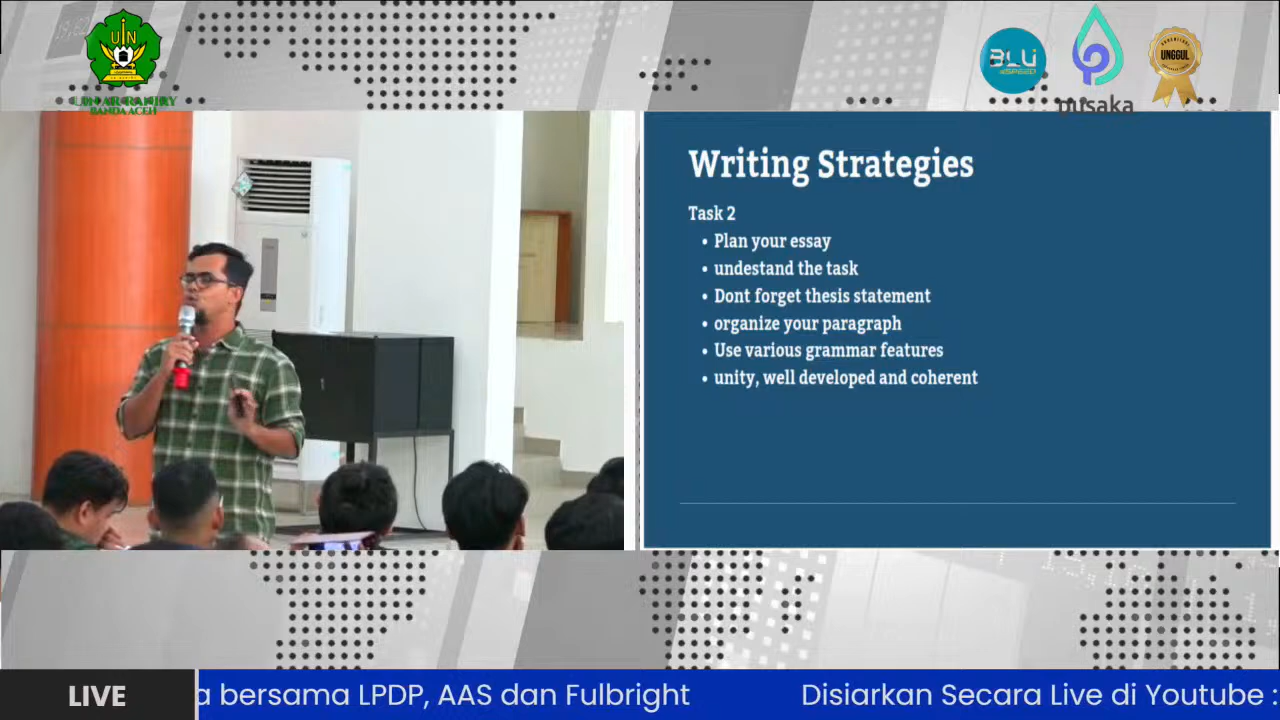 UIN
UIN AR-RANIRY
BANDA ACEH
BLU
SPEED
pusaka
UNGGUL
Writing Strategies
Task 2
• Plan your essay
• undestand the task
• Dont forget thesis statement
• organize your paragraph
• Use various grammar features
• unity, well developed and coherent
LIVE
a bersama LPDP, AAS dan Fulbright
Disiarkan Secara Live di Youtube :